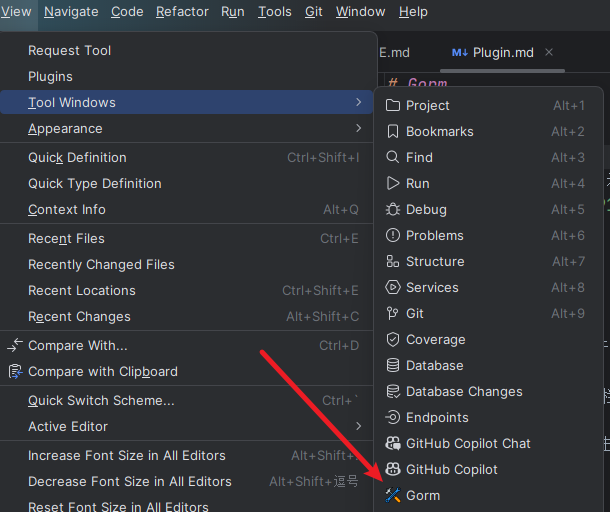 View Navigate Code Refactor Run Tools Git Window Help
E.md Plugin.md
# Gorm
Request Tool
Plugins
Tool Windows
Appearance
Quick Definition Ctrl+Shift+I
Quick Type Definition
Context Info Alt+Q
Recent Files Ctrl+E
Recently Changed Files
Recent Locations Ctrl+Shift+E
Recent Changes Alt+Shift+C
Compare With... Ctrl+D
Compare with Clipboard
Quick Switch Scheme... Ctrl+`
Active Editor
Increase Font Size in All Editors Alt+Shift+.
Decrease Font Size in All Editors Alt+Shift+逗号
Reset Font Size in All Editors
Project Alt+1
Bookmarks Alt+2
Find Alt+3
Run Alt+4
Debug Alt+5
Problems Alt+6
Structure Alt+7
Services Alt+8
Git Alt+9
Coverage
Database
Database Changes
Endpoints
GitHub Copilot Chat
GitHub Copilot
Gorm